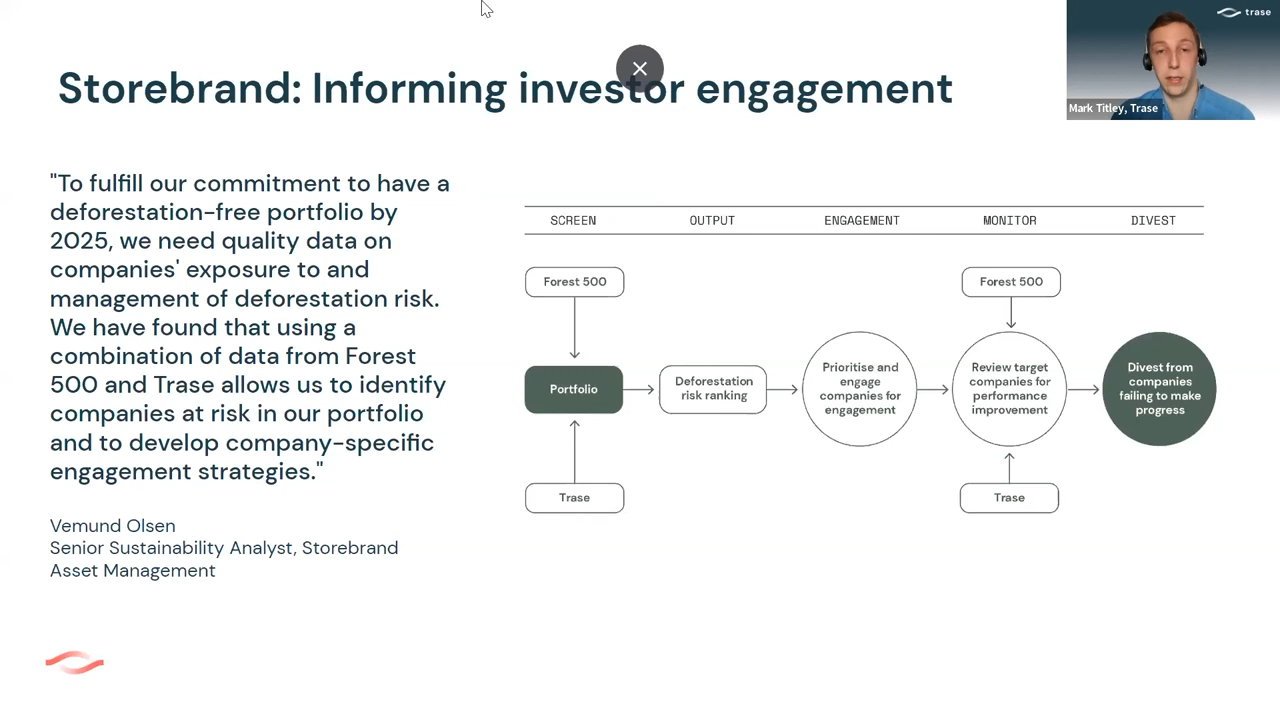 trase
Mark Titley, Trase
Storebrand: Informing investor engagement
"To fulfill our commitment to have a
deforestation-free portfolio by
2025, we need quality data on
companies' exposure to and
management of deforestation risk.
We have found that using a
combination of data from Forest
500 and Trase allows us to identify
companies at risk in our portfolio
and to develop company-specific
engagement strategies."
Vemund Olsen
Senior Sustainability Analyst, Storebrand
Asset Management
SCREEN OUTPUT ENGAGEMENT MONITOR DIVEST
Forest 500
Forest 500
Portfolio
Deforestation
risk ranking
Prioritise and
engage
companies for
engagement
Review target
companies for
performance
improvement
Divest from
companies
failing to make
progress
Trase
Trase